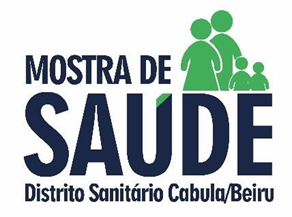 MOSTRA DE
SAÚDE
Distrito Sanitário Cabula/Beiru